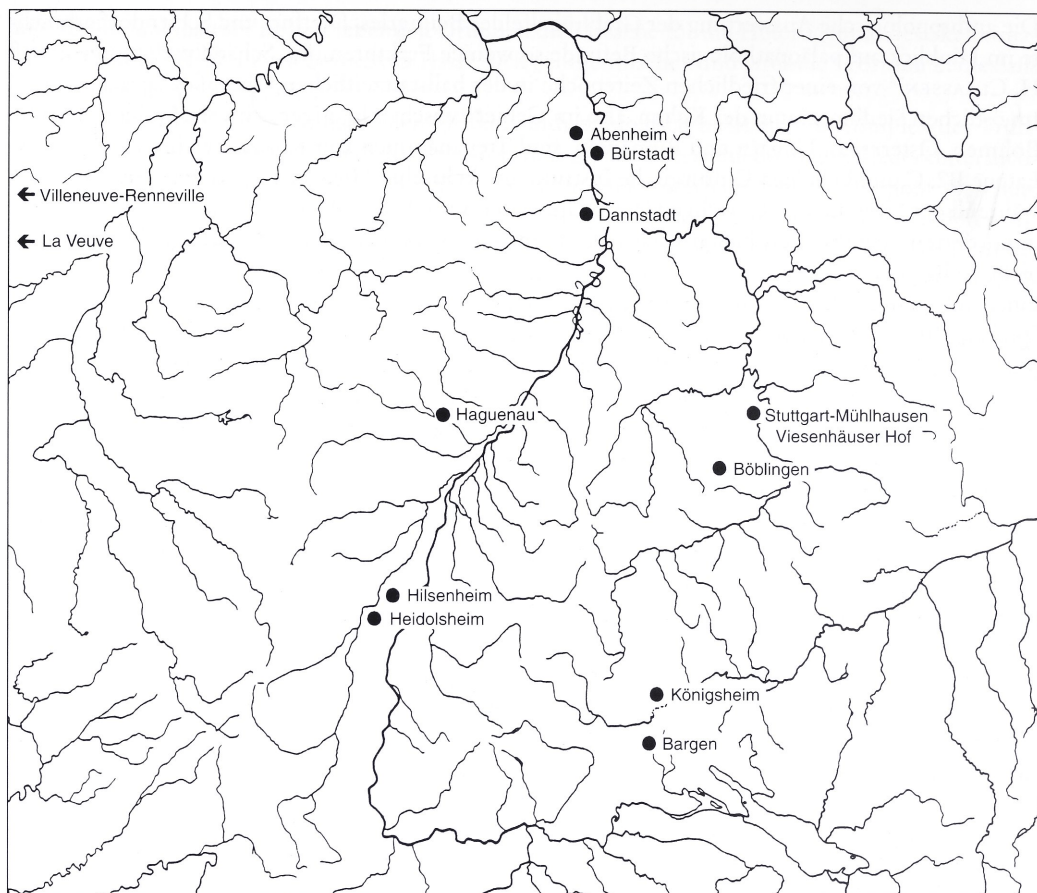 Abenheim
Bürstadt
Villeneuve-Renneville
Dannstadt
La Veuve
Haguenau
Stuttgart-Mühlhausen
Viesenhäuser Hof
Böblingen
Hilsenheim
Heidolsheim
Königsheim
Bargen